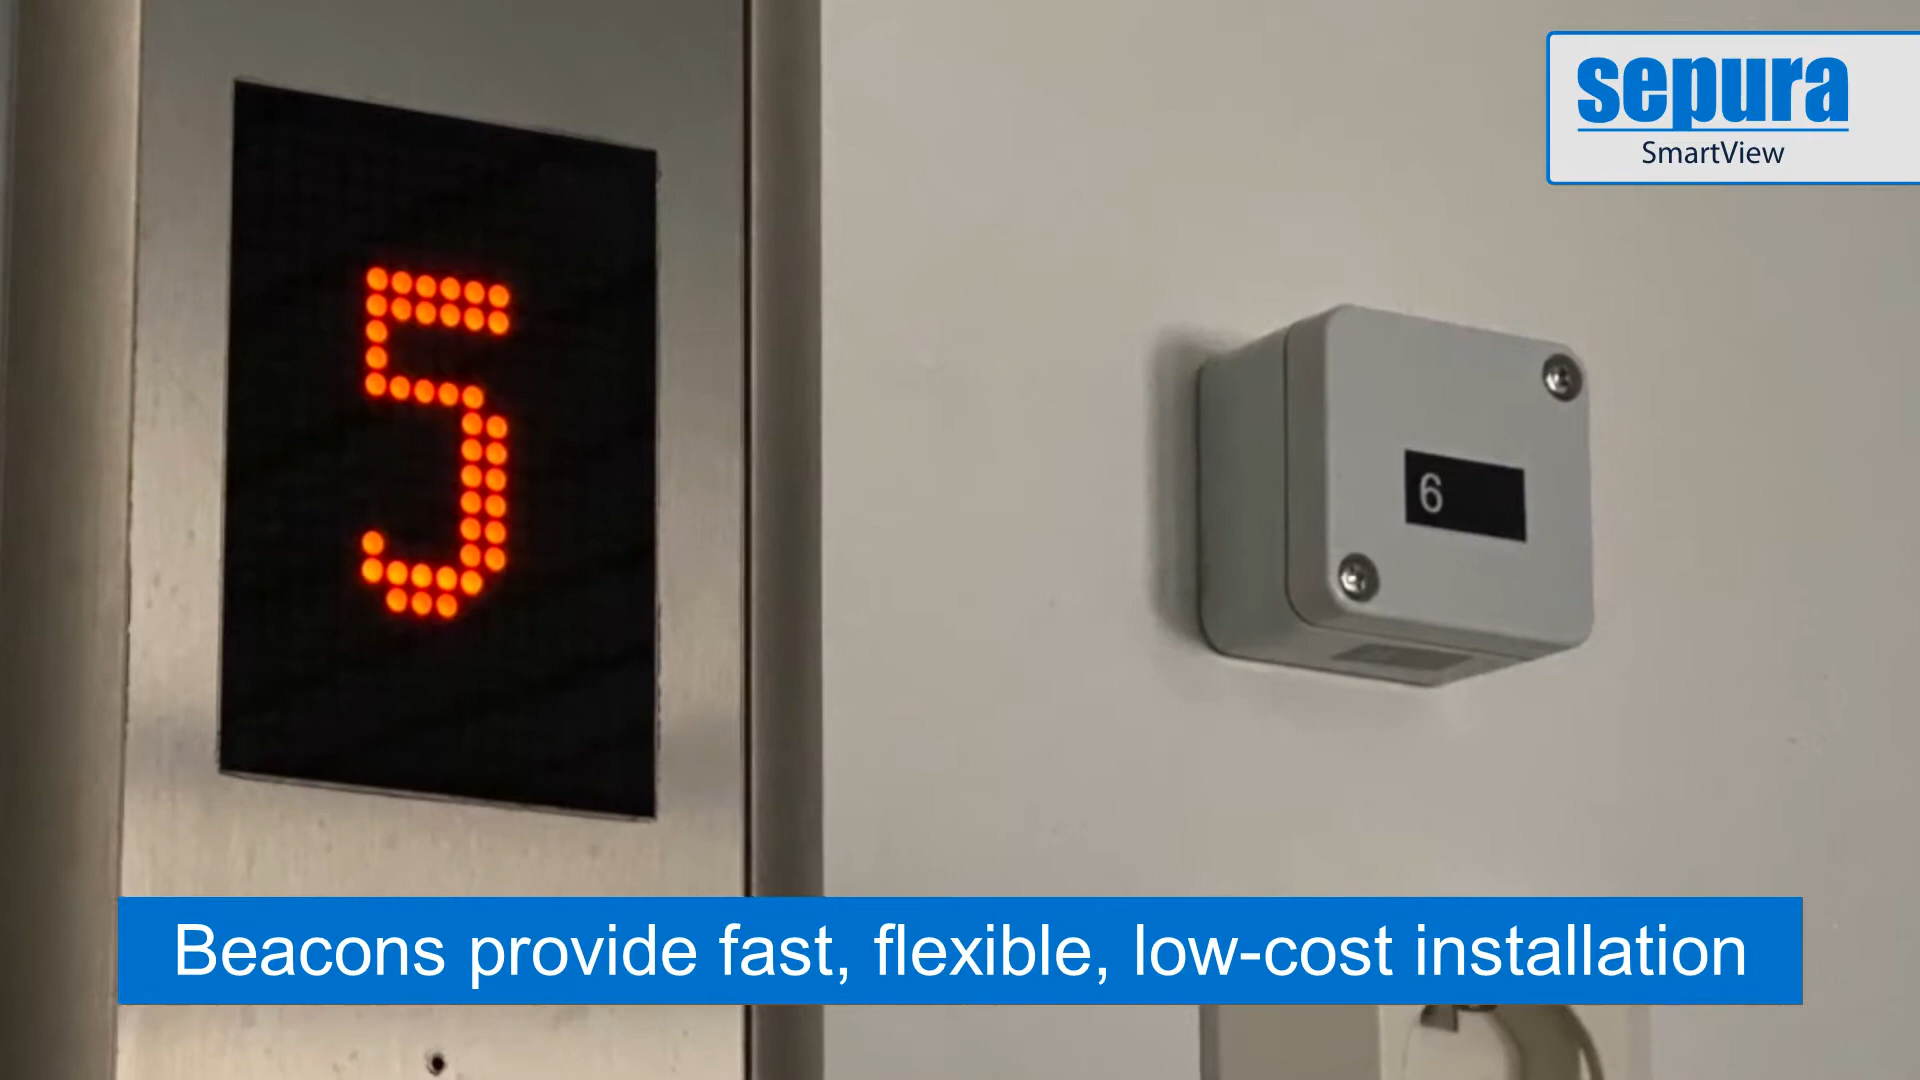 sepura
SmartView
5
6
Beacons provide fast, flexible, low-cost installation